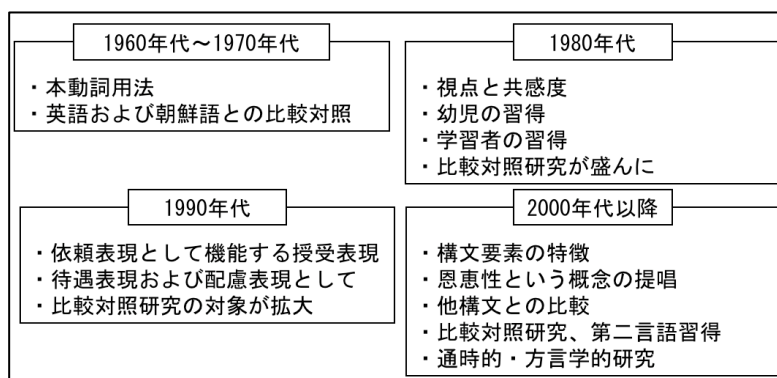 1960年代～1970年代
・本動詞用法
・英語および朝鮮語との比較対照
1980年代
・視点と共感度
・幼児の習得
・学習者の習得
・比較対照研究が盛んに
1990年代
・依頼表現として機能する授受表現
・待遇表現および配慮表現として
・比較対照研究の対象が拡大
2000年代以降
・構文要素の特徴
・恩恵性という概念の提唱
・他構文との比較
・比較対照研究、第二言語習得
・通時的・方言学的研究